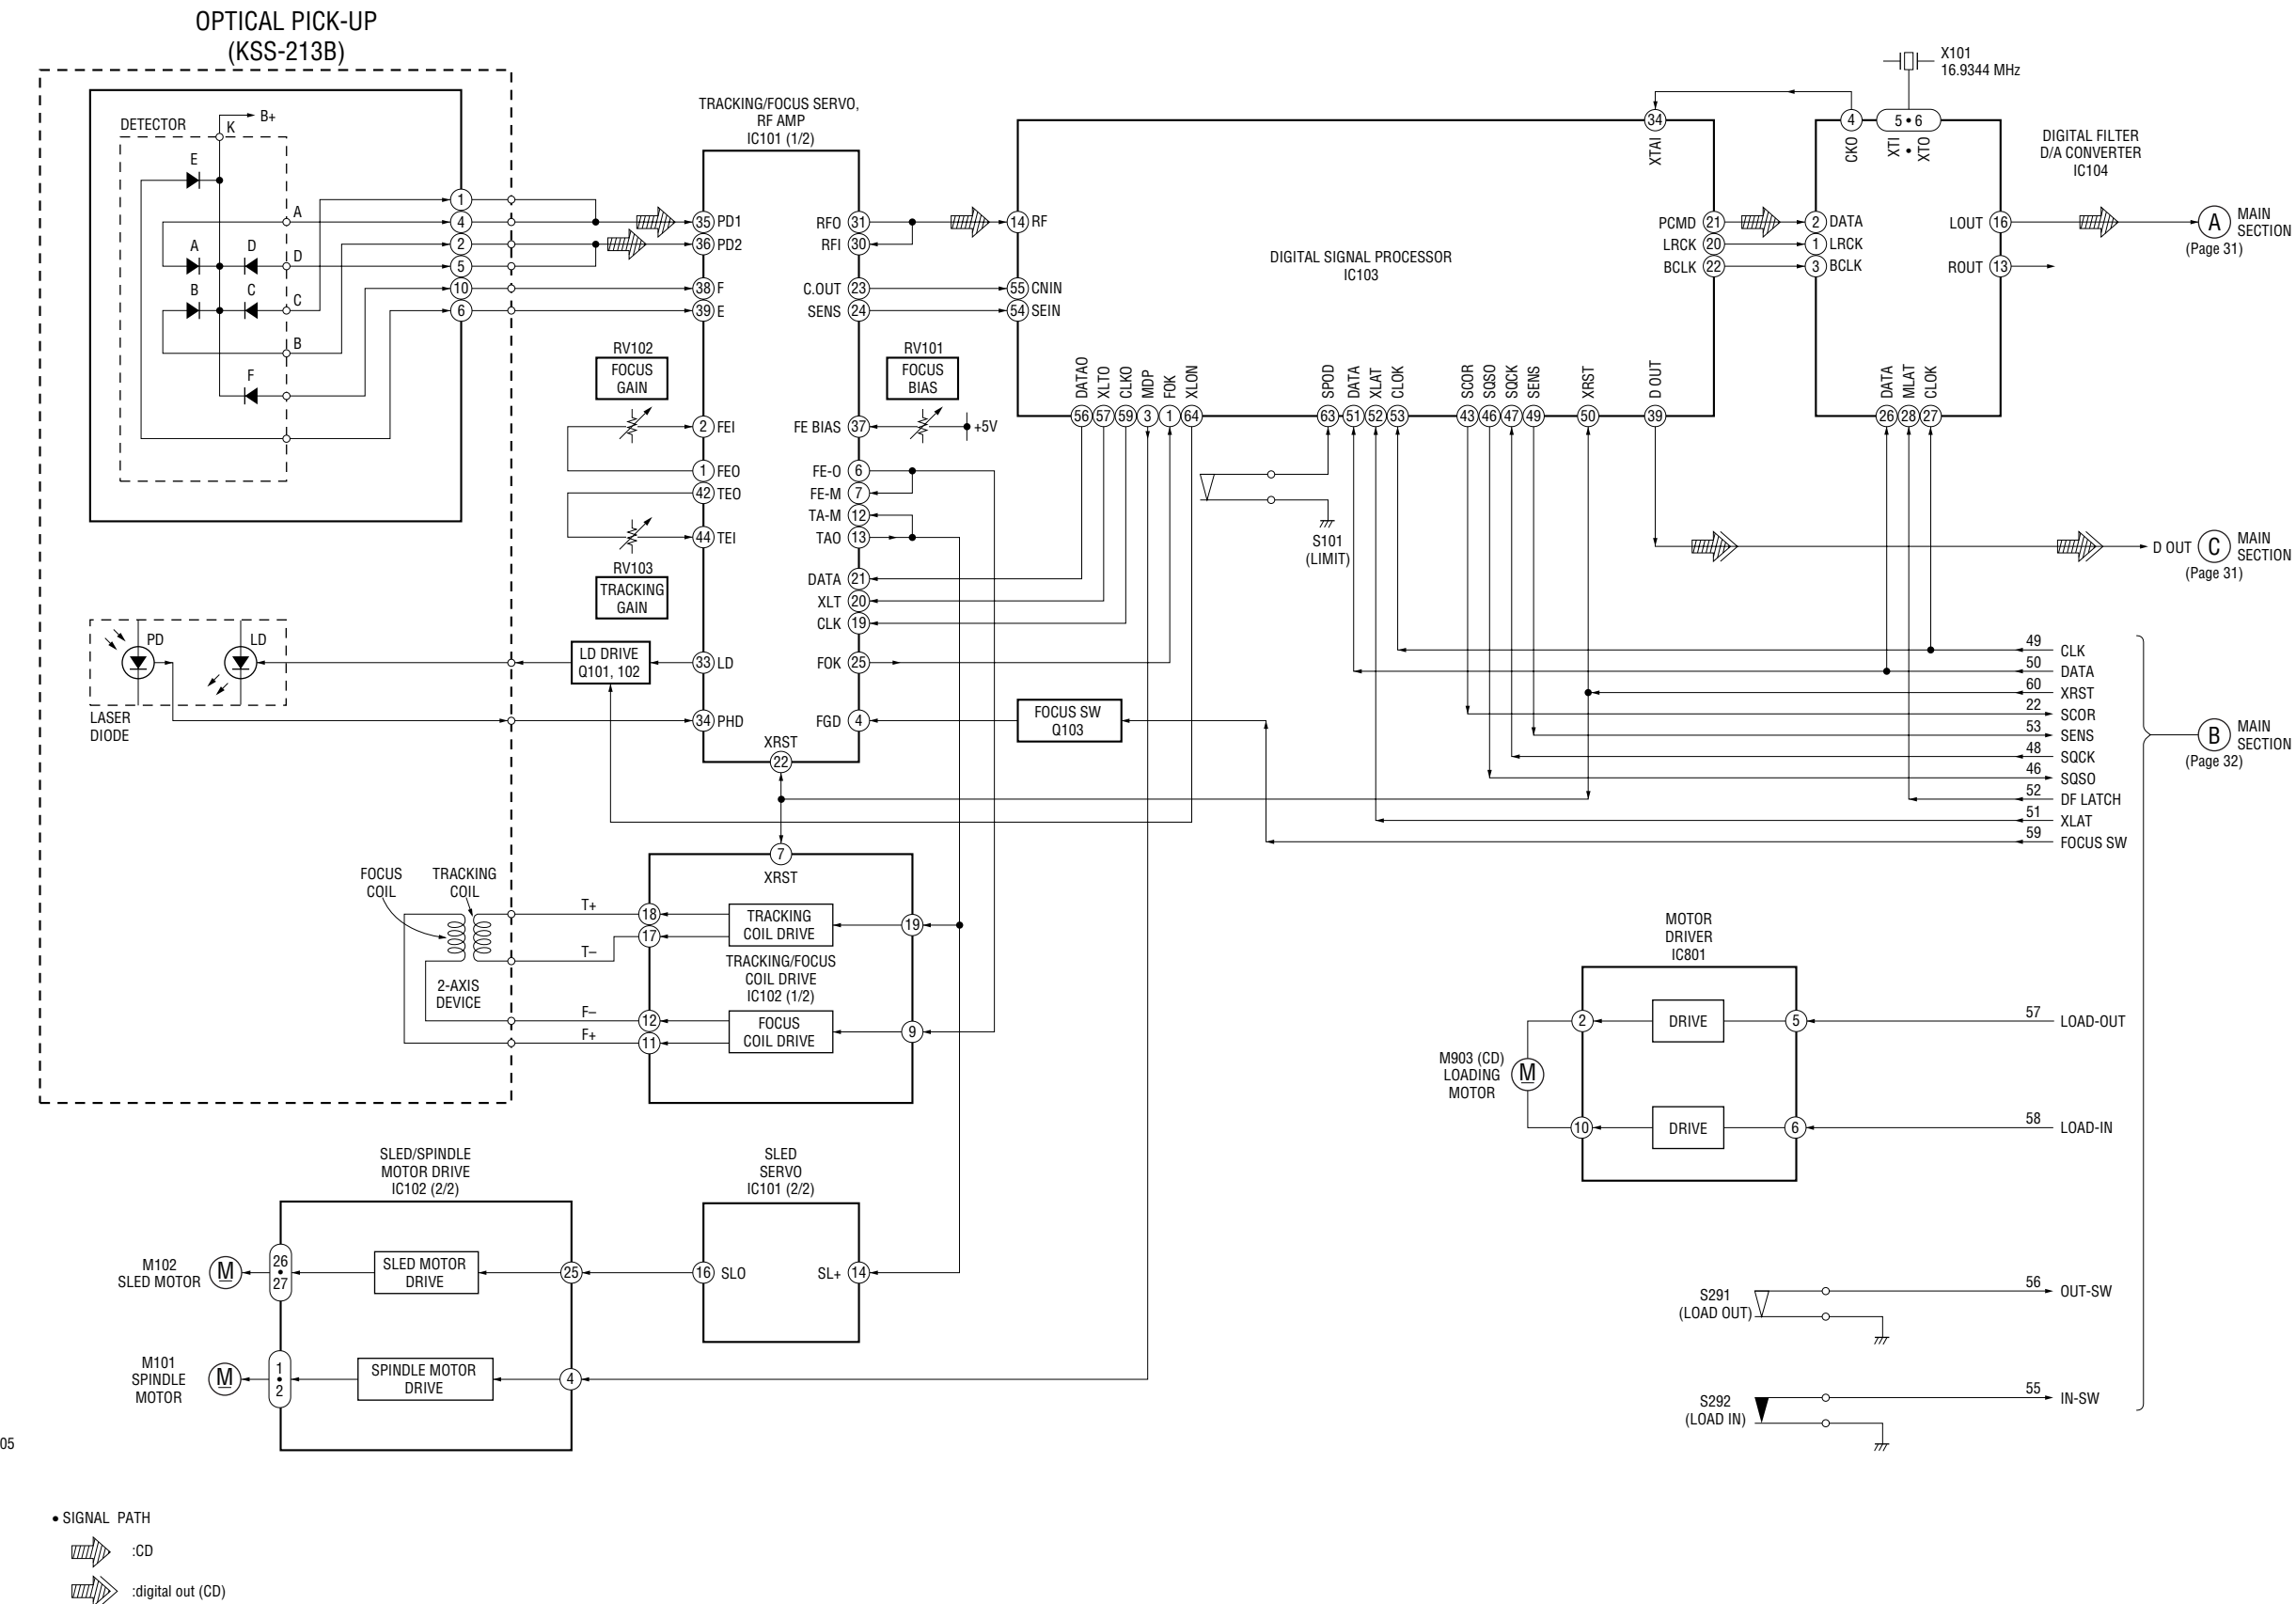 OPTICAL PICK-UP
(KSS-213B)
DETECTOR
K
B+
E
A
A
D
D
B
C
C
B
F
1
4
2
5
10
6
TRACKING/FOCUS SERVO,
RF AMP
IC101 (1/2)
35 PD1
36 PD2
38 F
39 E
RFO 31
RFI 30
C.OUT 23
SENS 24
RV102
FOCUS
GAIN
RV101
FOCUS
BIAS
2 FEI
FE BIAS 37
+5V
1 FEO
42 TEO
44 TEI
FE-O 6
FE-M 7
TA-M 12
TAO 13
RV103
TRACKING
GAIN
DATA 21
XLT 20
CLK 19
PD
LD
LASER
DIODE
LD DRIVE
Q101, 102
33 LD
FOK 25
34 PHD
FGD 4
XRST
22
FOCUS SW
Q103
DIGITAL SIGNAL PROCESSOR
IC103
14 RF
55 CNIN
54 SEIN
34
XTAI
PCMD 21
LRCK 20
BCLK 22
DATAO
XLTO
CLKO
MDP
FOK
XLON
SPOD
DATA
XLAT
CLOK
SCOR
SQSO
SQCK
SENS
XRST
D OUT
56 57 59 3 1 64 63 51 52 53 43 46 47 49 50 39
S101
(LIMIT)
X101
16.9344 MHz
4
5 • 6
CKO
XTI
•
XTO
DIGITAL FILTER
D/A CONVERTER
IC104
2 DATA
1 LRCK
3 BCLK
LOUT 16
ROUT 13
DATA
MLAT
CLOK
26 28 27
A MAIN
SECTION
(Page 31)
D OUT C MAIN
SECTION
(Page 31)
49 CLK
50 DATA
60 XRST
22 SCOR
53 SENS
48 SQCK
46 SQSO
52 DF LATCH
51 XLAT
59 FOCUS SW
B MAIN
SECTION
(Page 32)
7
XRST
FOCUS
COIL
TRACKING
COIL
2-AXIS
DEVICE
T+
T–
F–
F+
18
17
12
11
TRACKING
COIL DRIVE
TRACKING/FOCUS
COIL DRIVE
IC102 (1/2)
FOCUS
COIL DRIVE
19
9
MOTOR
DRIVER
IC801
2
DRIVE
5
57 LOAD-OUT
M903 (CD)
LOADING
MOTOR
M
10
DRIVE
6
58 LOAD-IN
SLED/SPINDLE
MOTOR DRIVE
IC102 (2/2)
M102
SLED MOTOR
M
26
•
27
SLED MOTOR
DRIVE
25
M101
SPINDLE
MOTOR
M
1
•
2
SPINDLE MOTOR
DRIVE
4
SLED
SERVO
IC101 (2/2)
16 SLO
SL+ 14
S291
(LOAD OUT)
56 OUT-SW
S292
(LOAD IN)
55 IN-SW
05
• SIGNAL PATH
:CD
:digital out (CD)